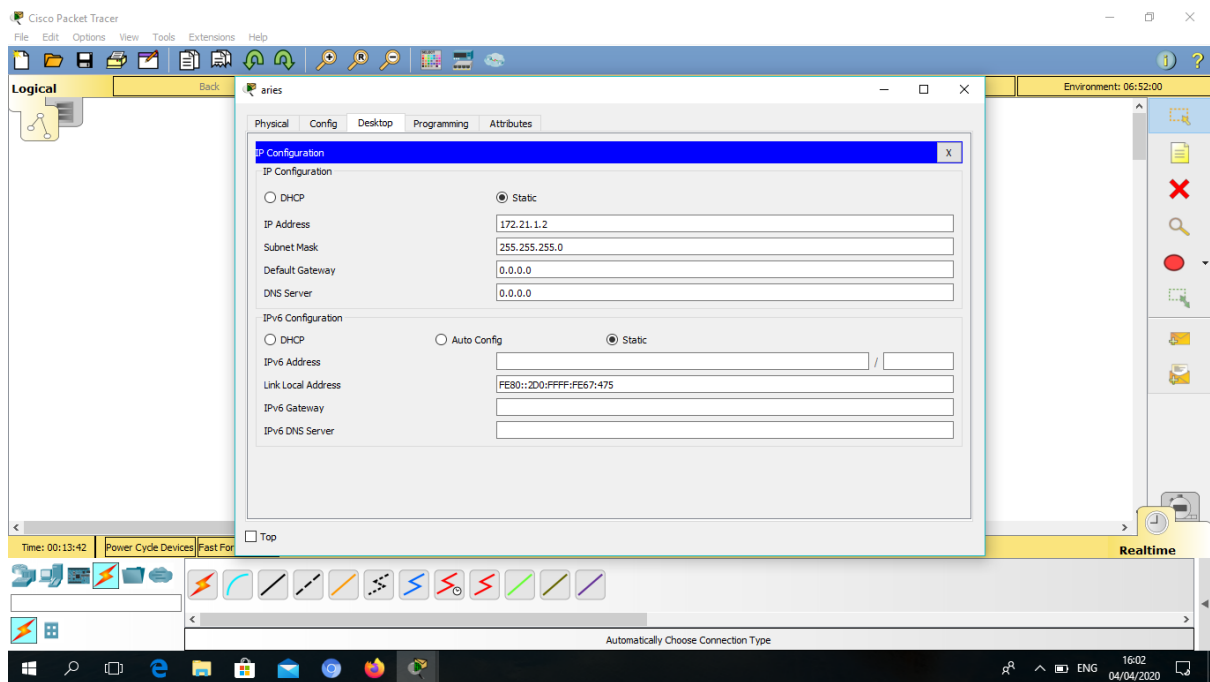 Cisco Packet Tracer
File Edit Options View Tools Extensions Help
Logical
Back
Environment: 06:52:00
aries
Physical Config Desktop Programming Attributes
IP Configuration X
IP Configuration
DHCP Static
IP Address 172.21.1.2
Subnet Mask 255.255.255.0
Default Gateway 0.0.0.0
DNS Server 0.0.0.0
IPv6 Configuration
DHCP Auto Config Static
IPv6 Address /
Link Local Address FE80::2D0:FFFF:FE67:475
IPv6 Gateway
IPv6 DNS Server
Top
Time: 00:13:42 Power Cycle Devices Fast For
Realtime
Automatically Choose Connection Type
ENG
16:02
04/04/2020